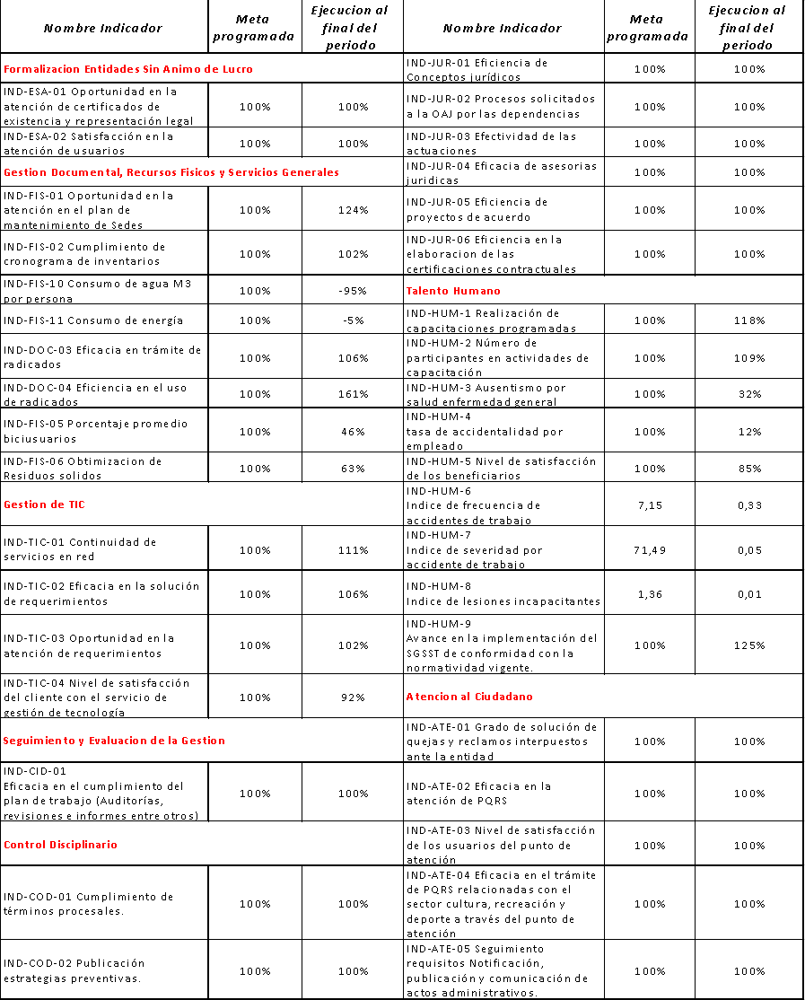 Nombre Indicador
Meta
programada
Ejecucion al
final del
periodo
Formalizacion Entidades Sin Animo de Lucro
IND-ESA-01 Oportunidad en la
atención de certificados de
existencia y representación legal
100%
100%
IND-ESA-02 Satisfacción en la
atención de usuarios
100%
100%
Gestion Documental, Recursos Fisicos y Servicios Generales
IND-FIS-01 Oportunidad en la
atención en el plan de
mantenimiento de Sedes
100%
124%
IND-FIS-02 Cumplimiento de
cronograma de inventarios
100%
102%
IND-FIS-10 Consumo de agua M3
por persona
100%
-95%
IND-FIS-11 Consumo de energía
100%
-5%
IND-DOC-03 Eficacia en trámite de
radicados
100%
106%
IND-DOC-04 Eficiencia en el uso
de radicados
100%
161%
IND-FIS-05 Porcentaje promedio
biciusuarios
100%
46%
IND-FIS-06 Obtimizacion de
Residuos solidos
100%
63%
Gestion de TIC
IND-TIC-01 Continuidad de
servicios en red
100%
111%
IND-TIC-02 Eficacia en la solución
de requerimientos
100%
106%
IND-TIC-03 Oportunidad en la
atención de requerimientos
100%
102%
IND-TIC-04 Nivel de satisfacción
del cliente con el servicio de
gestión de tecnología
100%
92%
Seguimiento y Evaluacion de la Gestion
IND-CID-01
Eficacia en el cumplimiento del
plan de trabajo (Auditorías,
revisiones e informes entre otros)
100%
100%
Control Disciplinario
IND-COD-01 Cumplimiento de
términos procesales.
100%
100%
IND-COD-02 Publicación
estrategias preventivas.
100%
100%
Nombre Indicador
Meta
programada
Ejecucion al
final del
periodo
IND-JUR-01 Eficiencia de
Conceptos jurídicos
100%
100%
IND-JUR-02 Procesos solicitados
a la OAJ por las dependencias
100%
100%
IND-JUR-03 Efectividad de las
actuaciones
100%
100%
IND-JUR-04 Eficacia de asesorias
juridicas
100%
100%
IND-JUR-05 Eficiencia de
proyectos de acuerdo
100%
100%
IND-JUR-06 Eficiencia en la
elaboracion de las
certificaciones contractuales
100%
100%
Talento Humano
IND-HUM-1 Realización de
capacitaciones programadas
100%
118%
IND-HUM-2 Número de
participantes en actividades de
capacitación
100%
109%
IND-HUM-3 Ausentismo por
salud enfermedad general
100%
32%
IND-HUM-4
tasa de accidentalidad por
empleado
100%
12%
IND-HUM-5 Nivel de satisfacción
de los beneficiarios
100%
85%
IND-HUM-6
Indice de frecuencia de
accidentes de trabajo
7,15
0,33
IND-HUM-7
Indice de severidad por
accidente de trabajo
71,49
0,05
IND-HUM-8
Indice de lesiones incapacitantes
1,36
0,01
IND-HUM-9
Avance en la implementación del
SGSST de conformidad con la
normatividad vigente.
100%
125%
Atencion al Ciudadano
IND-ATE-01 Grado de solución de
quejas y reclamos interpuestos
ante la entidad
100%
100%
IND-ATE-02 Eficacia en la
atención de PQRS
100%
100%
IND-ATE-03 Nivel de satisfacción
de los usuarios del punto de
atención
100%
100%
IND-ATE-04 Eficacia en el trámite
de PQRS relacionadas con el
sector cultura, recreación y
deporte a través del punto de
atención
100%
100%
IND-ATE-05 Seguimiento
requisitos Notificación,
publicación y comunicación de
actos administrativos.
100%
100%